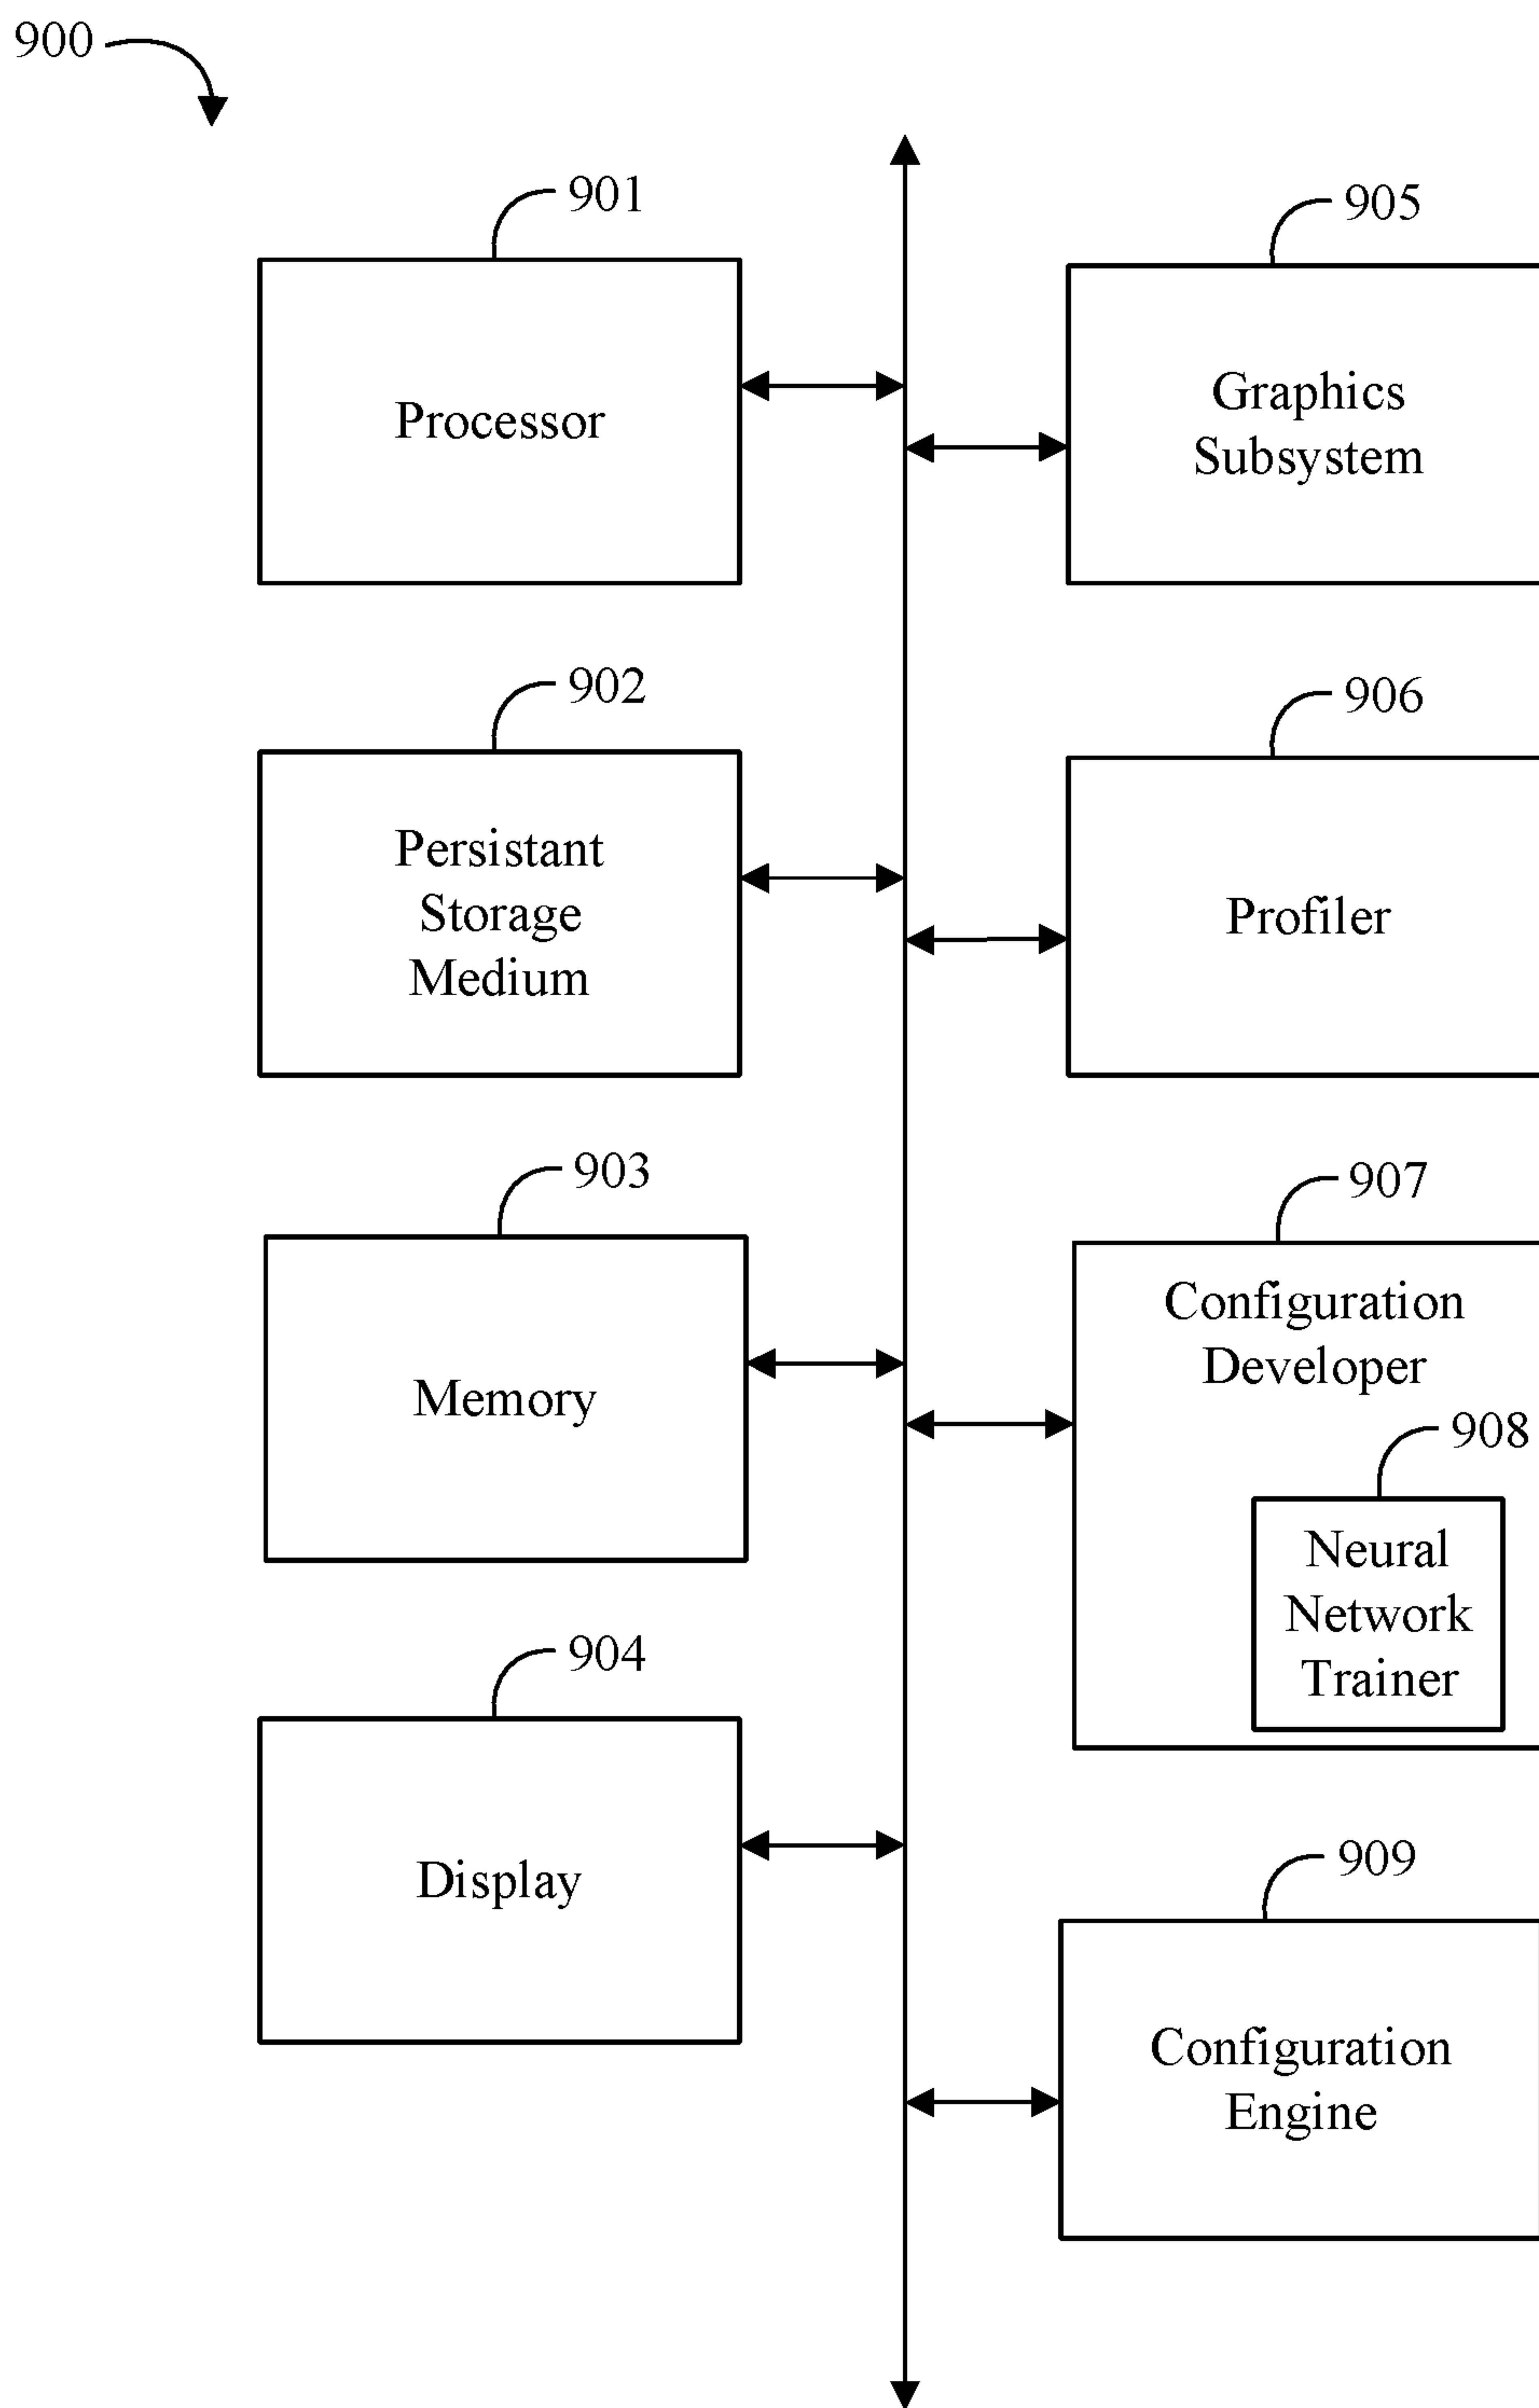 900
901
Processor
902
Persistant
Storage
Medium
903
Memory
904
Display
905
Graphics
Subsystem
906
Profiler
907
Configuration
Developer
908
Neural
Network
Trainer
909
Configuration
Engine